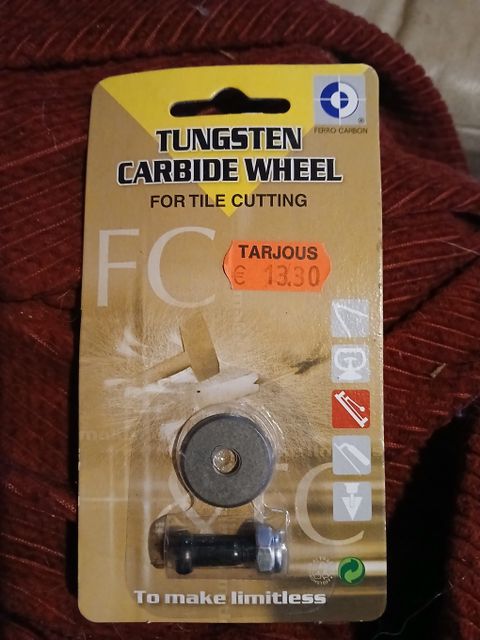 FERRO CARBON
TUNGSTEN
CARBIDE WHEEL
FOR TILE CUTTING
FC
TARJOUS
€ 13.30
& FC
To make limitless